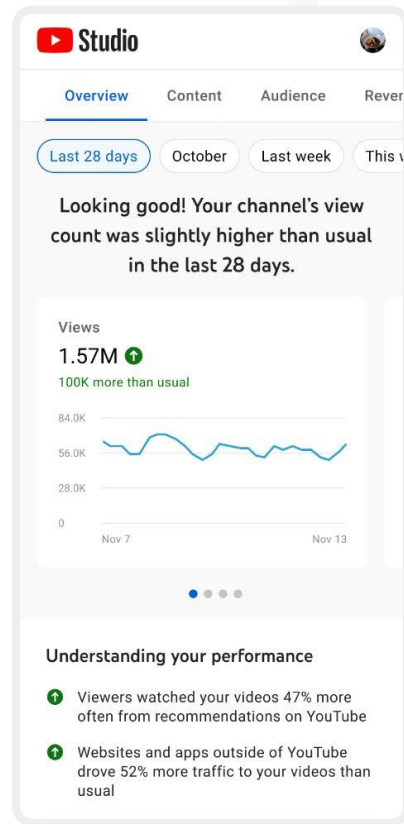 Studio
Overview Content Audience Rever
Last 28 days October Last week This w
Looking good! Your channel's view
count was slightly higher than usual
in the last 28 days.
Views
1.57M
100K more than usual
84.0K
56.0K
28.0K
0
Nov 7 Nov 13
Understanding your performance
Viewers watched your videos 47% more
often from recommendations on YouTube
Websites and apps outside of YouTube
drove 52% more traffic to your videos than
usual